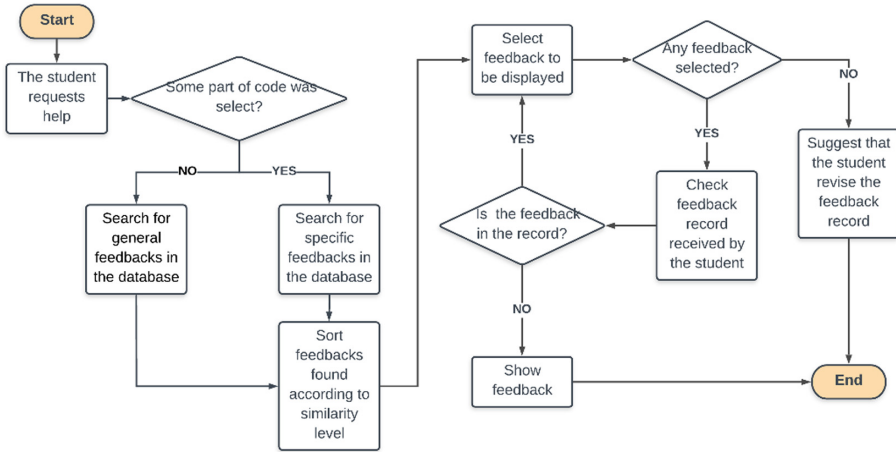 Start
The student
requests
help
Some part of code was
select?
NO
YES
Search for
general
feedbacks in
the database
Search for
specific
feedbacks in
the database
Sort
feedbacks
found
according to
similarity
level
Select
feedback to
be displayed
Any feedback
selected?
NO
YES
Suggest that
the student
revise the
feedback
record
Check
feedback
record
received by
the student
YES
Is the feedback
in the record?
NO
Show
feedback
End